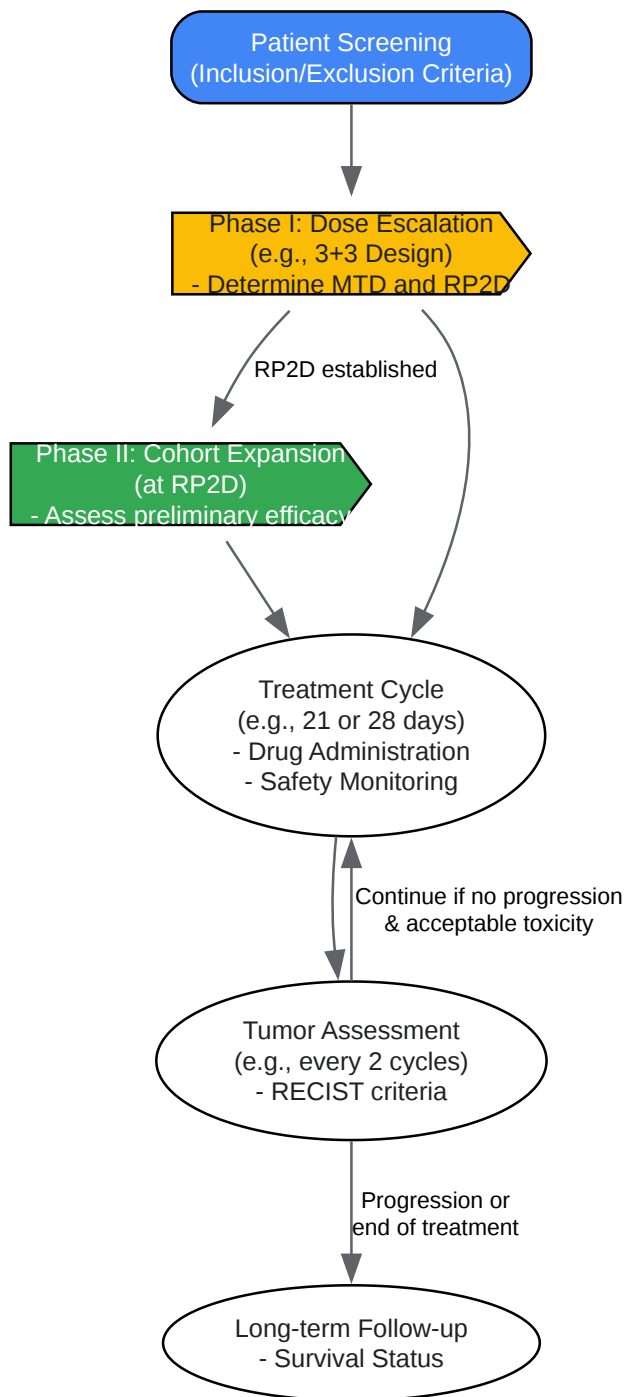 Patient Screening
(Inclusion/Exclusion Criteria)
Phase I: Dose Escalation
(e.g., 3+3 Design)
- Determine MTD and RP2D
RP2D established
Phase II: Cohort Expansion
(at RP2D)
- Assess preliminary efficacy
Treatment Cycle
(e.g., 21 or 28 days)
- Drug Administration
- Safety Monitoring
Continue if no progression
& acceptable toxicity
Tumor Assessment
(e.g., every 2 cycles)
- RECIST criteria
Progression or
end of treatment
Long-term Follow-up
- Survival Status